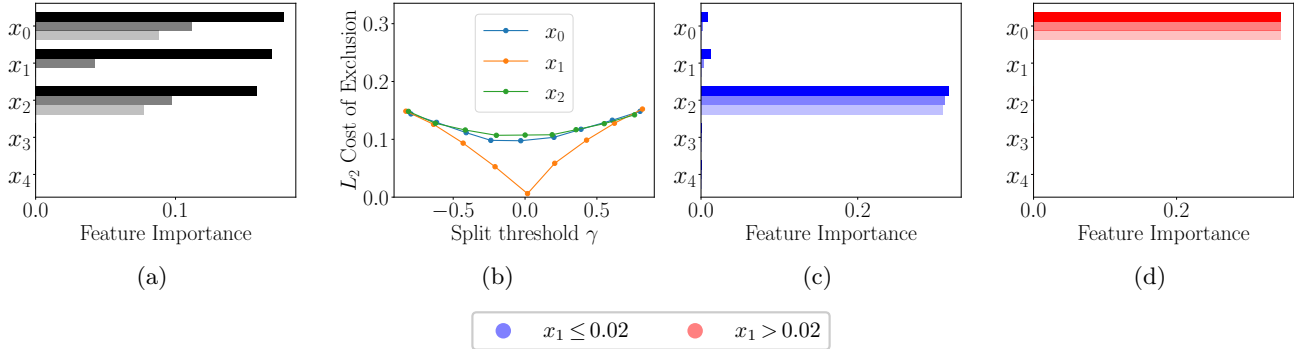 x₀
x₁
x₂
x₃
x₄
0.0 0.1
Feature Importance
(a)
L₂ Cost of Exclusion
0.3
0.2
0.1
0.0
x₀
x₁
x₂
−0.5 0.0 0.5
Split threshold γ
(b)
x₀
x₁
x₂
x₃
x₄
0.0 0.2
Feature Importance
(c)
x₀
x₁
x₂
x₃
x₄
0.0 0.2
Feature Importance
(d)
x₁ ≤ 0.02 x₁ > 0.02